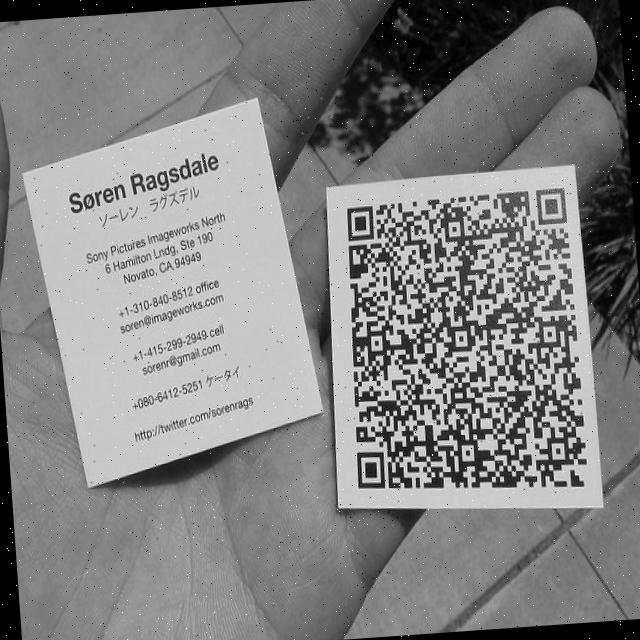 Søren Ragsdale
ソーレン ラグズデル
Sony Pictures Imageworks North
6 Hamilton Lndg, Ste 190
Novato, CA 94949
+1-310-840-8512 office
soren@imageworks.com
+1-415-299-2949 cell
sorenr@gmail.com
+080-6412-5251 ケータイ
http://twitter.com/sorenrags